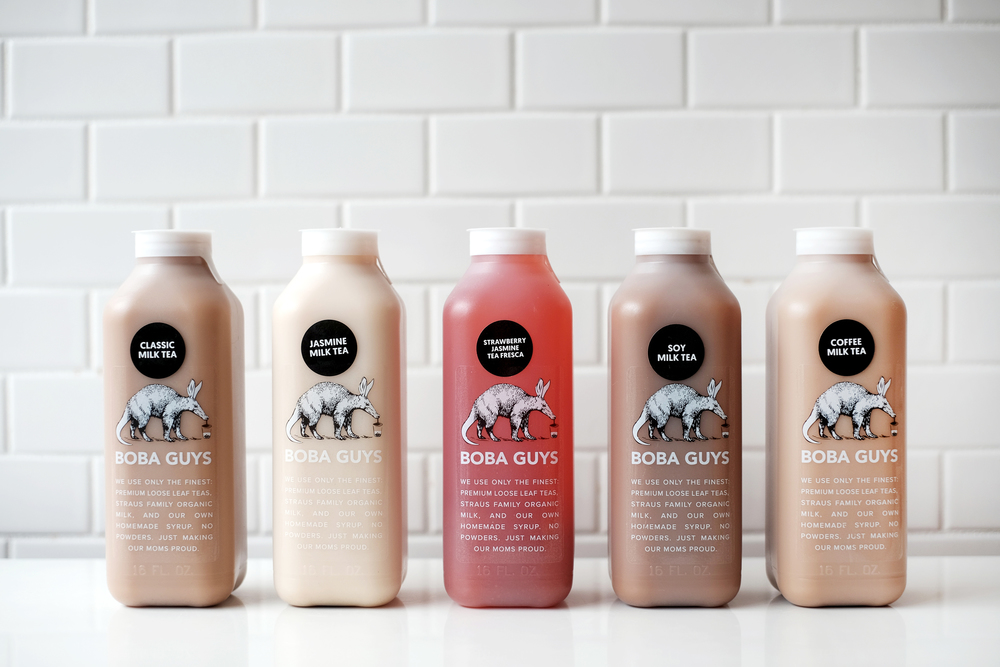 CLASSIC
MILK TEA
BOBA GUYS
WE USE ONLY THE FINEST:
PREMIUM LOOSE LEAF TEAS,
STRAUS FAMILY ORGANIC
MILK, AND OUR OWN
HOMEMADE SYRUP. NO
POWDERS. JUST MAKING
OUR MOMS PROUD.
15 FL. OZ.
JASMINE
MILK TEA
BOBA GUYS
WE USE ONLY THE FINEST:
PREMIUM LOOSE LEAF TEAS,
STRAUS FAMILY ORGANIC
MILK, AND OUR OWN
HOMEMADE SYRUP. NO
POWDERS. JUST MAKING
OUR MOMS PROUD.
15 FL. OZ.
STRAWBERRY
JASMINE
TEA FRESCA
BOBA GUYS
WE USE ONLY THE FINEST:
PREMIUM LOOSE LEAF TEAS,
STRAUS FAMILY ORGANIC
MILK, AND OUR OWN
HOMEMADE SYRUP. NO
POWDERS. JUST MAKING
OUR MOMS PROUD.
15 FL. OZ.
SOY
MILK TEA
BOBA GUYS
WE USE ONLY THE FINEST:
PREMIUM LOOSE LEAF TEAS,
STRAUS FAMILY ORGANIC
MILK, AND OUR OWN
HOMEMADE SYRUP. NO
POWDERS. JUST MAKING
OUR MOMS PROUD.
15 FL. OZ.
COFFEE
MILK TEA
BOBA GUYS
WE USE ONLY THE FINEST:
PREMIUM LOOSE LEAF TEAS,
STRAUS FAMILY ORGANIC
MILK, AND OUR OWN
HOMEMADE SYRUP. NO
POWDERS. JUST MAKING
OUR MOMS PROUD.
15 FL. OZ.